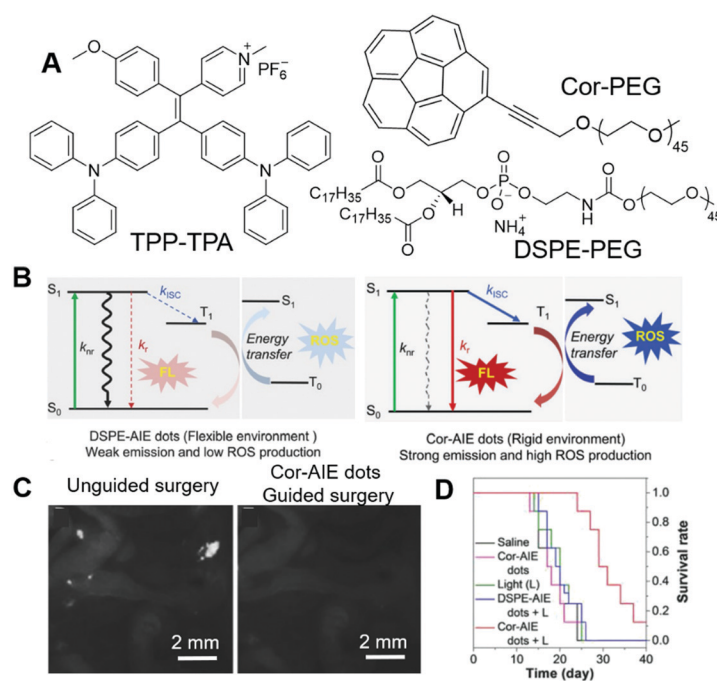 A
O
N+
PF6−
N
N
TPP-TPA
Cor-PEG
O
O
45
C17H35
O
O
O
P
O
O−
O
N
H
O
O
O
45
C17H35
O
O
H
NH4+
DSPE-PEG
B
S1
kISC
T1
S1
knr
kr
FL
Energy
transfer
ROS
S0
T0
DSPE-AIE dots (Flexible environment )
Weak emission and low ROS production
S1
kISC
T1
S1
knr
kr
FL
Energy
transfer
ROS
S0
T0
Cor-AIE dots (Rigid environment)
Strong emission and high ROS production
C
Unguided surgery
2 mm
Cor-AIE dots
Guided surgery
2 mm
D
Saline
Cor-AIE
dots
Light (L)
DSPE-AIE
dots + L
Cor-AIE
dots + L
1.0
0.8
0.6
0.4
0.2
0.0
Survival rate
0 10 20 30 40
Time (day)